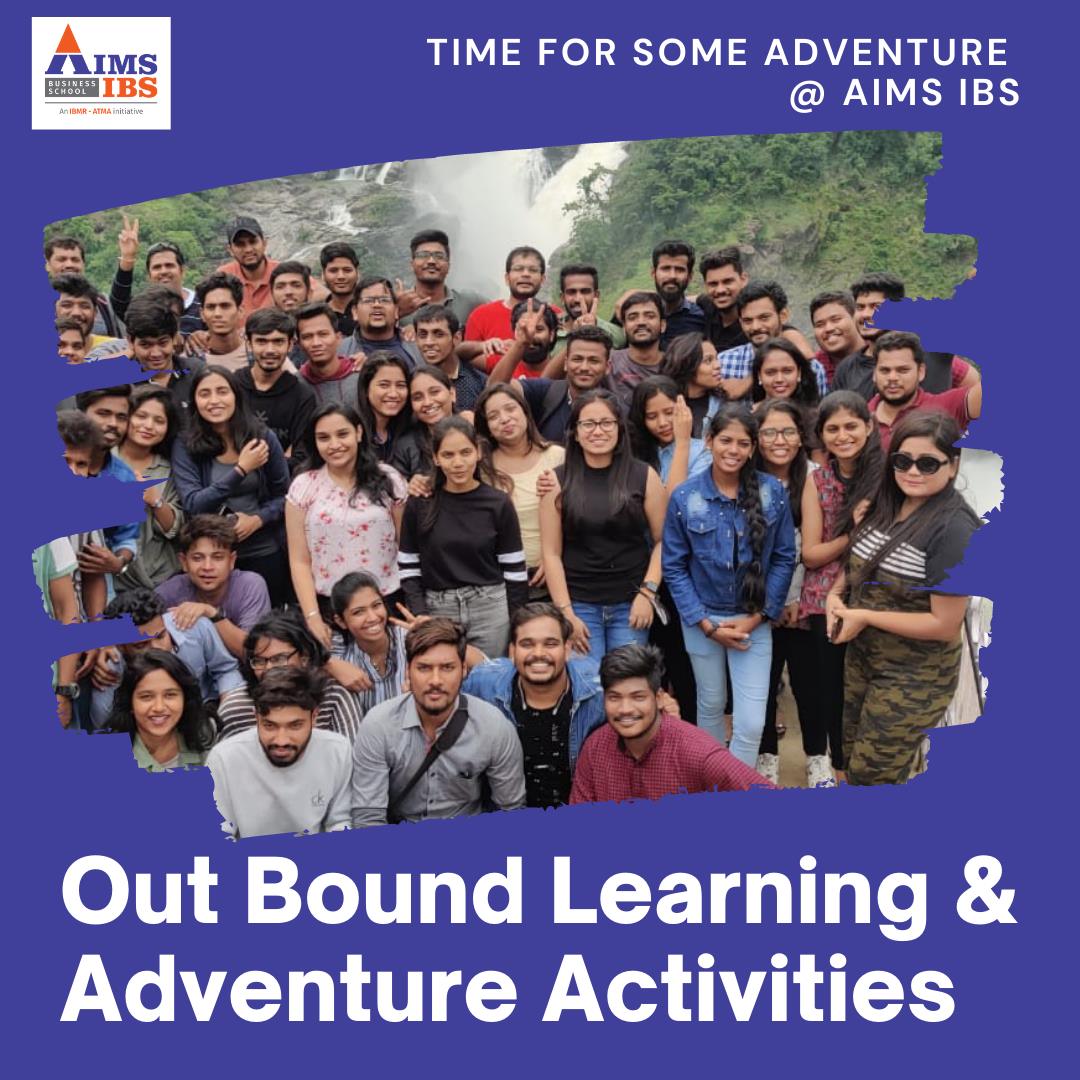 AIMS
BUSINESS
SCHOOL
IBS
An IBMR - ATMA initiative
TIME FOR SOME ADVENTURE
@ AIMS IBS
ck
Out Bound Learning &
Adventure Activities